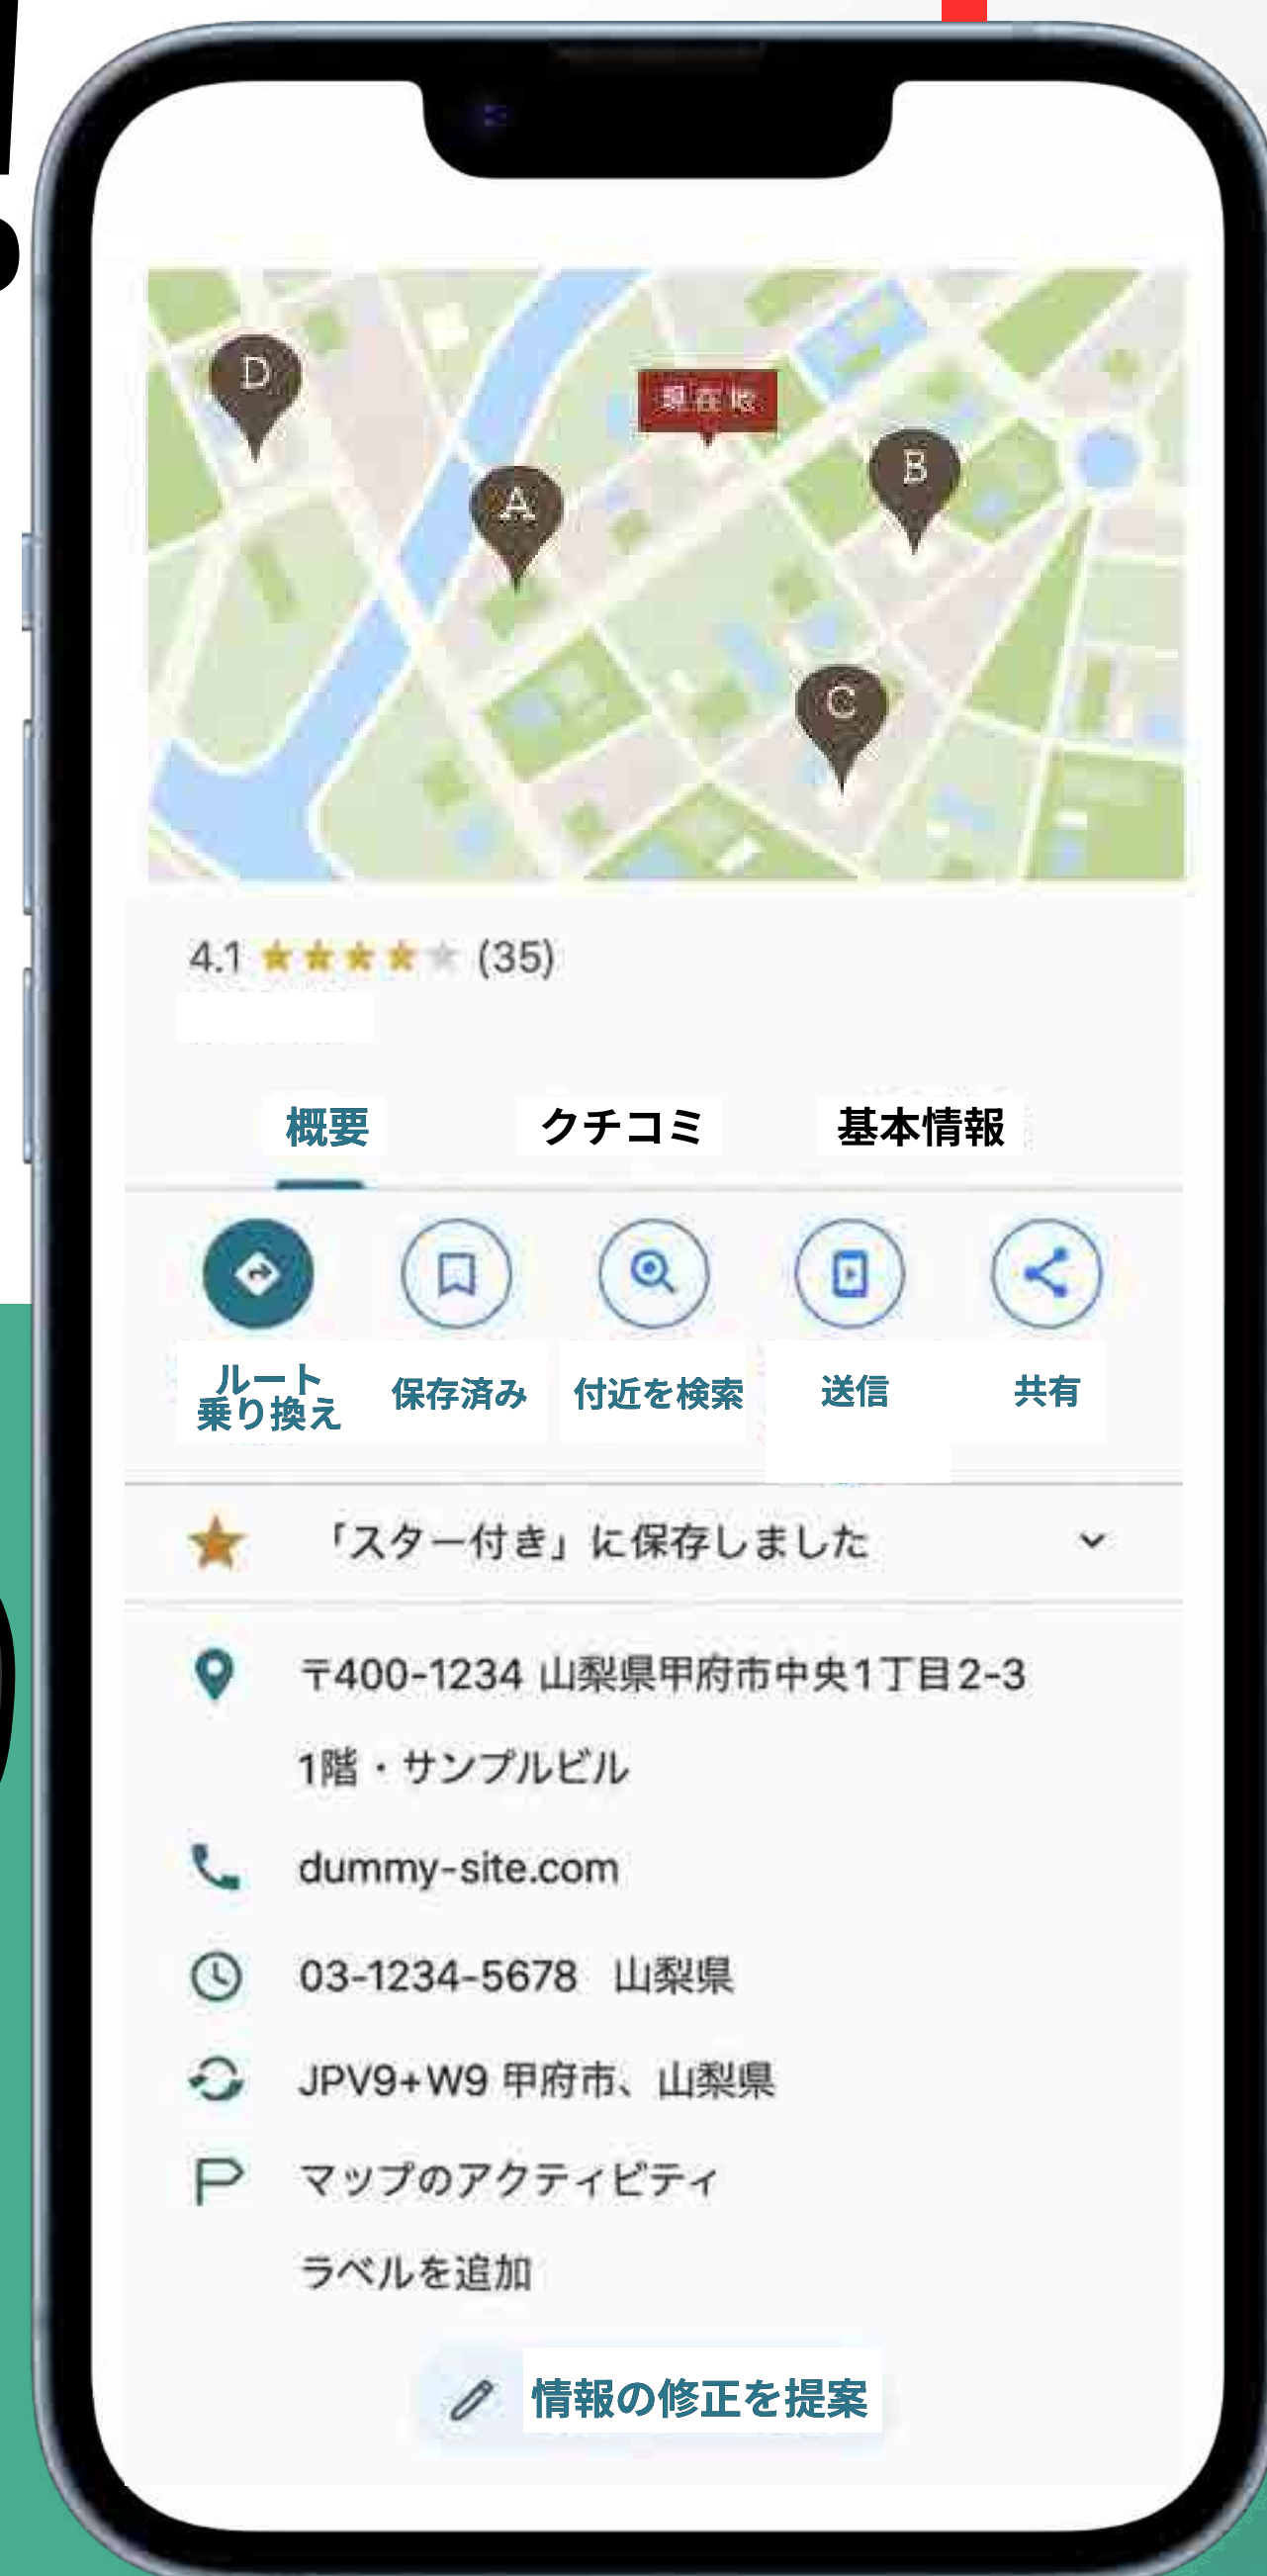 !
D
現在地
B
A
C
4.1 ★★★★★ (35)
概要 クチコミ 基本情報
ルート
乗り換え
保存済み
付近を検索
送信
共有
「スター付き」に保存しました
〒400-1234 山梨県甲府市中央1丁目2-3
1階・サンプルビル
dummy-site.com
03-1234-5678 山梨県
JPV9+W9 甲府市、山梨県
マップのアクティビティ
ラベルを追加
情報の修正を提案